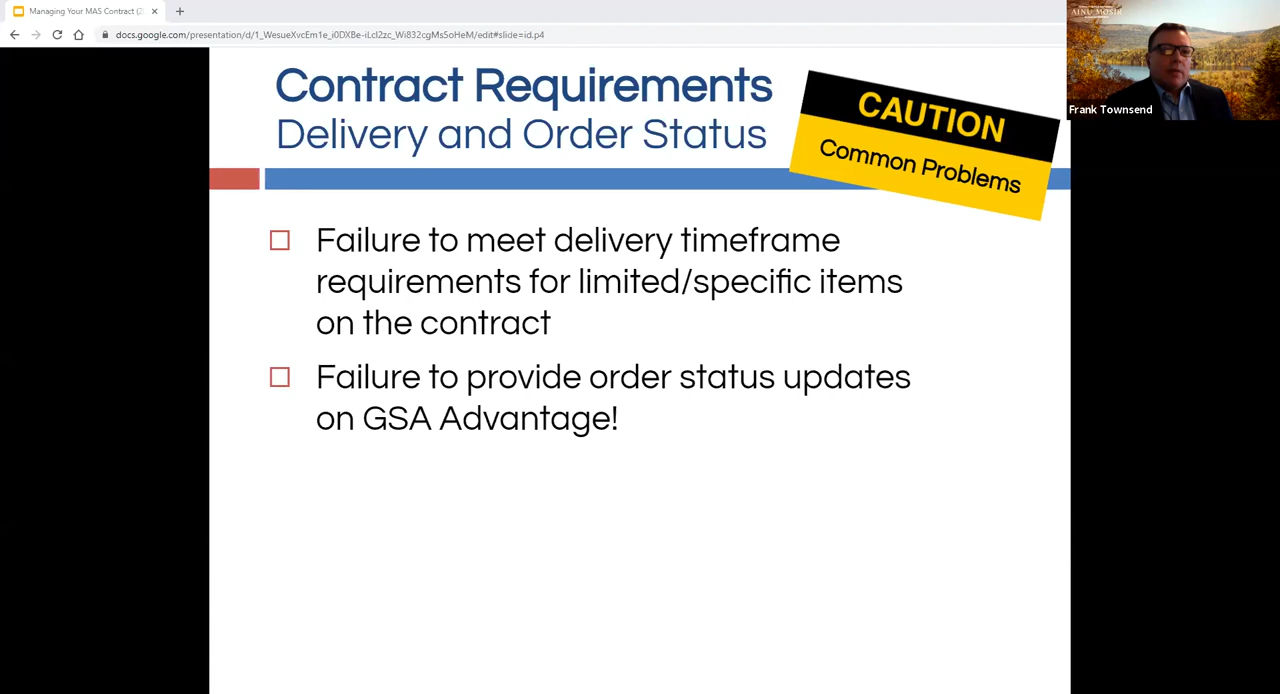 Managing Your MAS Contract (2
docs.google.com/presentation/d/1_WesueXvcEm1e_i0DXBe-iLcl2zc_Wi832cgMs5oHeM/edit#slide=id.p4
Contract Requirements
Delivery and Order Status
CAUTION
Common Problems
Frank Townsend
Failure to meet delivery timeframe
requirements for limited/specific items
on the contract
Failure to provide order status updates
on GSA Advantage!